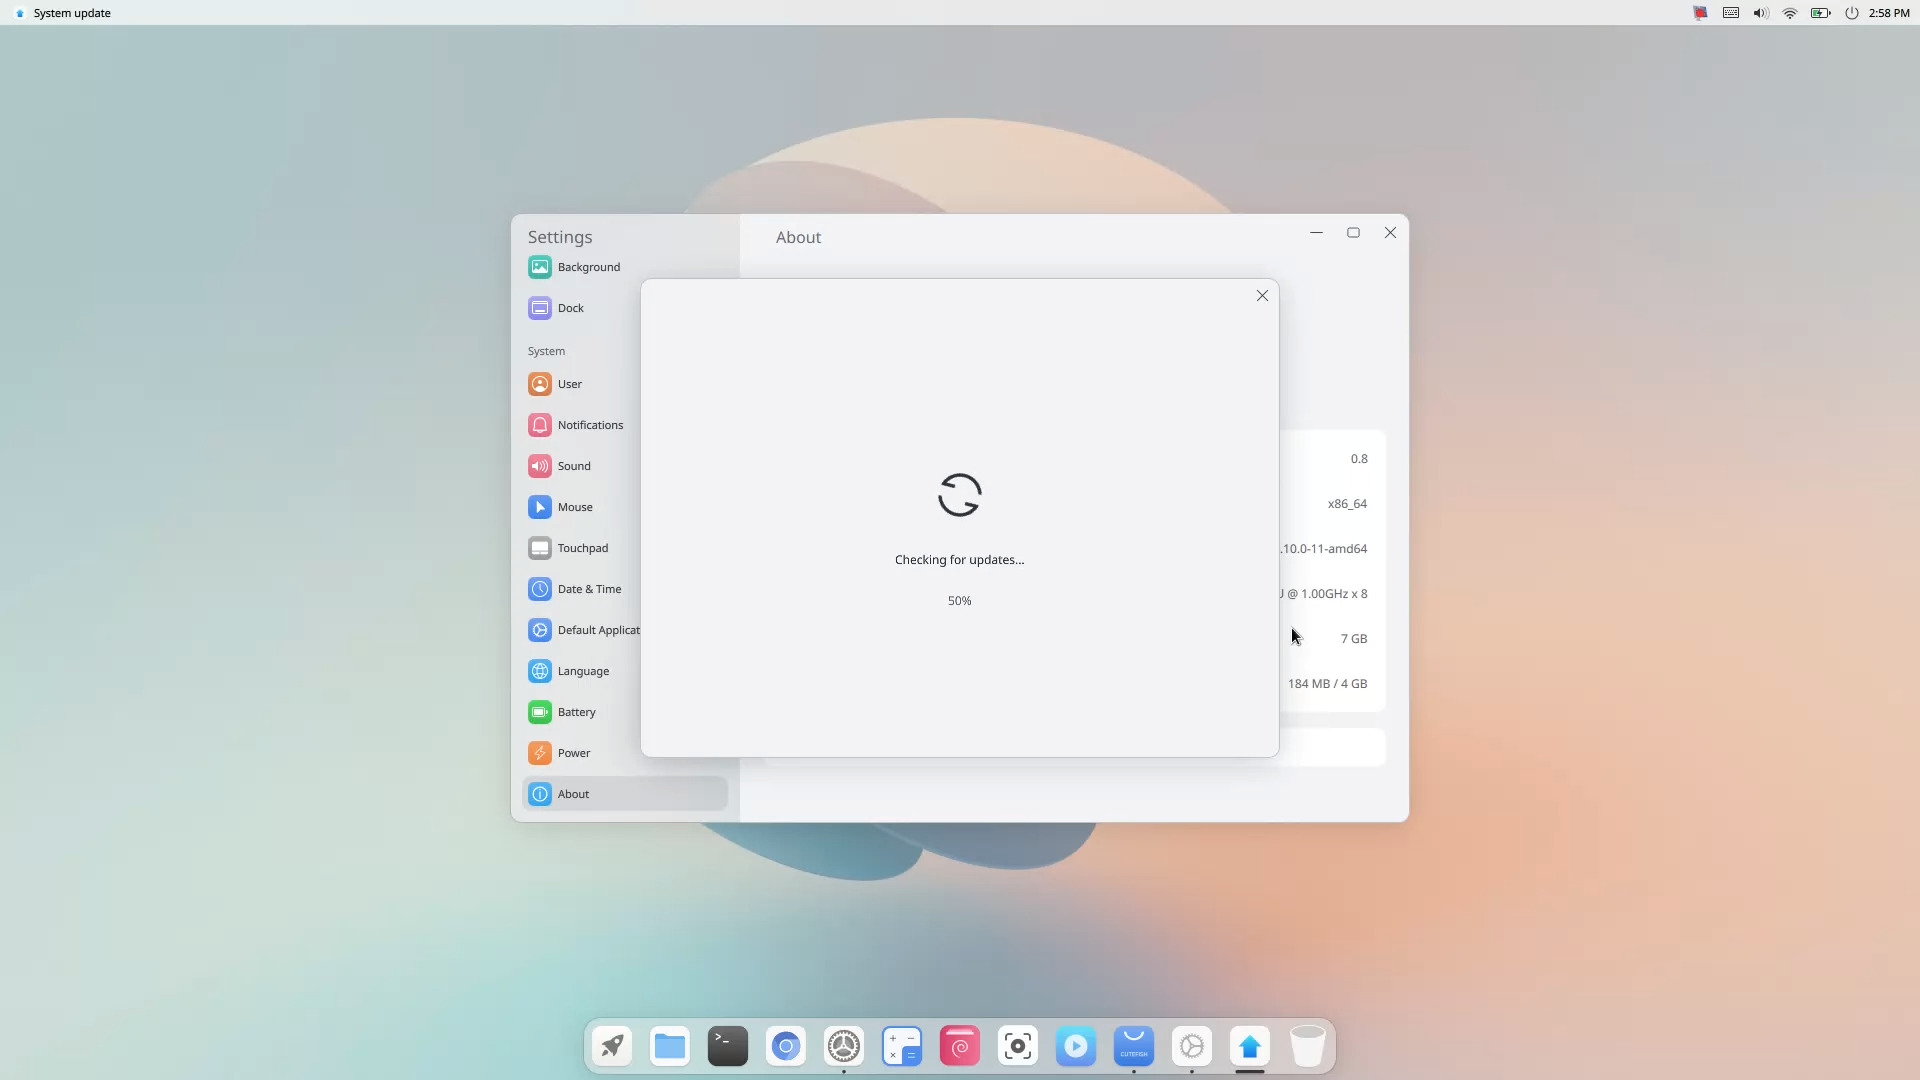 System update
2:58 PM
Settings
Background
Dock
System
User
Notifications
Sound
Mouse
Touchpad
Date & Time
Default Applicat
Language
Battery
Power
About
About
0.8
x86_64
.10.0-11-amd64
@ 1.00GHz x 8
7 GB
184 MB / 4 GB
Checking for updates...
50%
>_
CUTEFISH